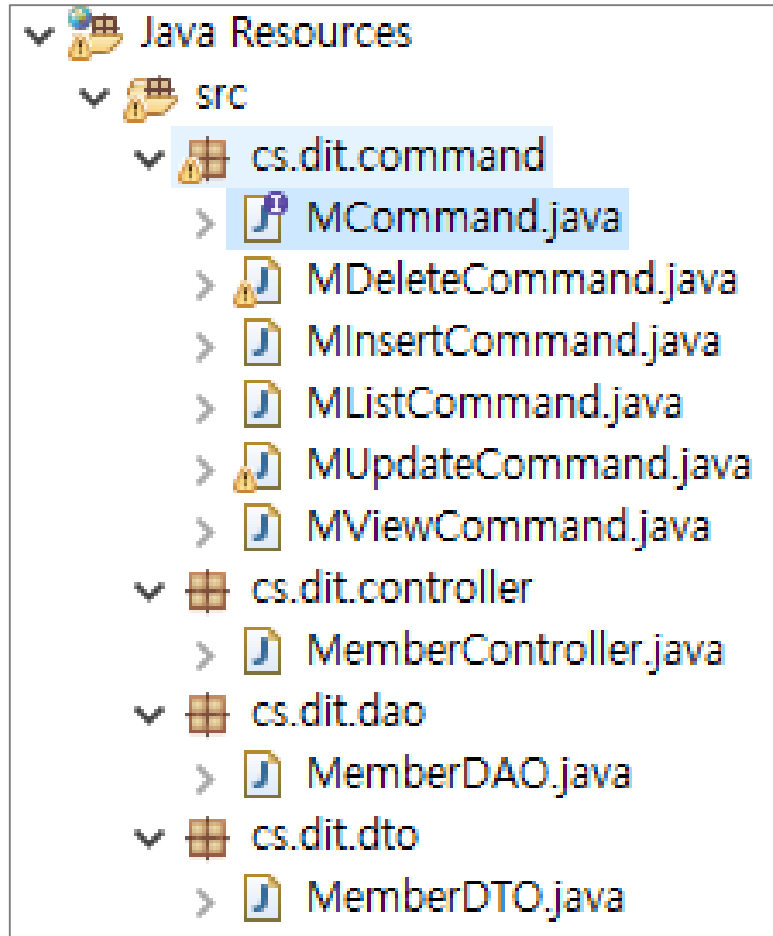 Java Resources
src
cs.dit.command
MCommand.java
MDeleteCommand.java
MInsertCommand.java
MListCommand.java
MUpdateCommand.java
MViewCommand.java
cs.dit.controller
MemberController.java
cs.dit.dao
MemberDAO.java
cs.dit.dto
MemberDTO.java